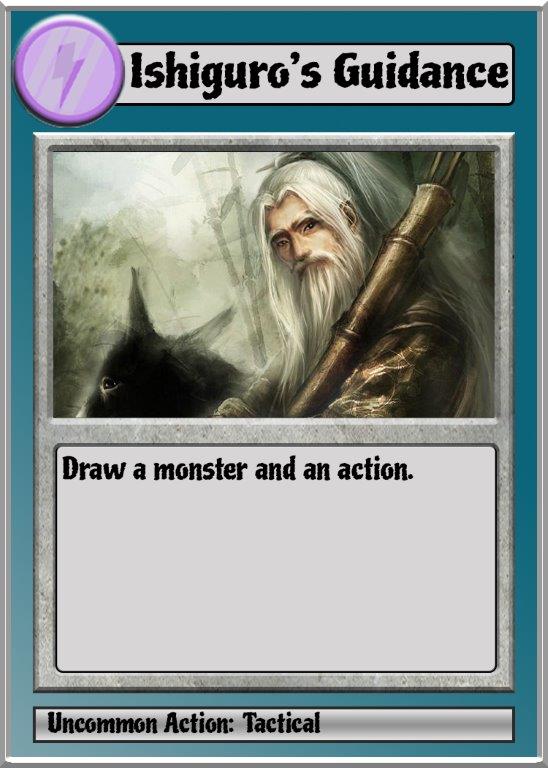 Ishiguro's Guidance
Draw a monster and an action.
Uncommon Action: Tactical